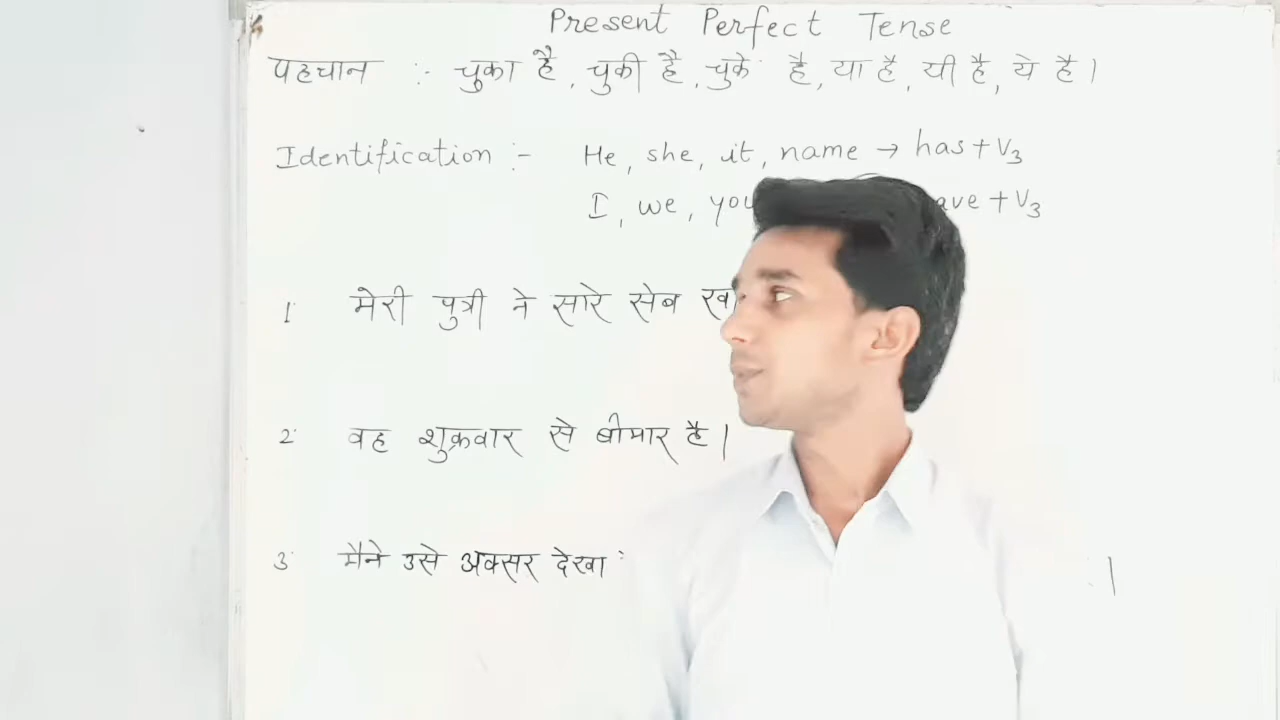 Present Perfect Tense
पहचान :- चुका है, चुकी है, चुके है, या है, यी है, ये है।
Identification :- He, she, it, name → has + V3
I, we, you + V3
1 मेरी पुत्री ने सारे सेब
2 वह शुक्रवार से बीमार है।
3 मैने उसे अक्सर देखा |